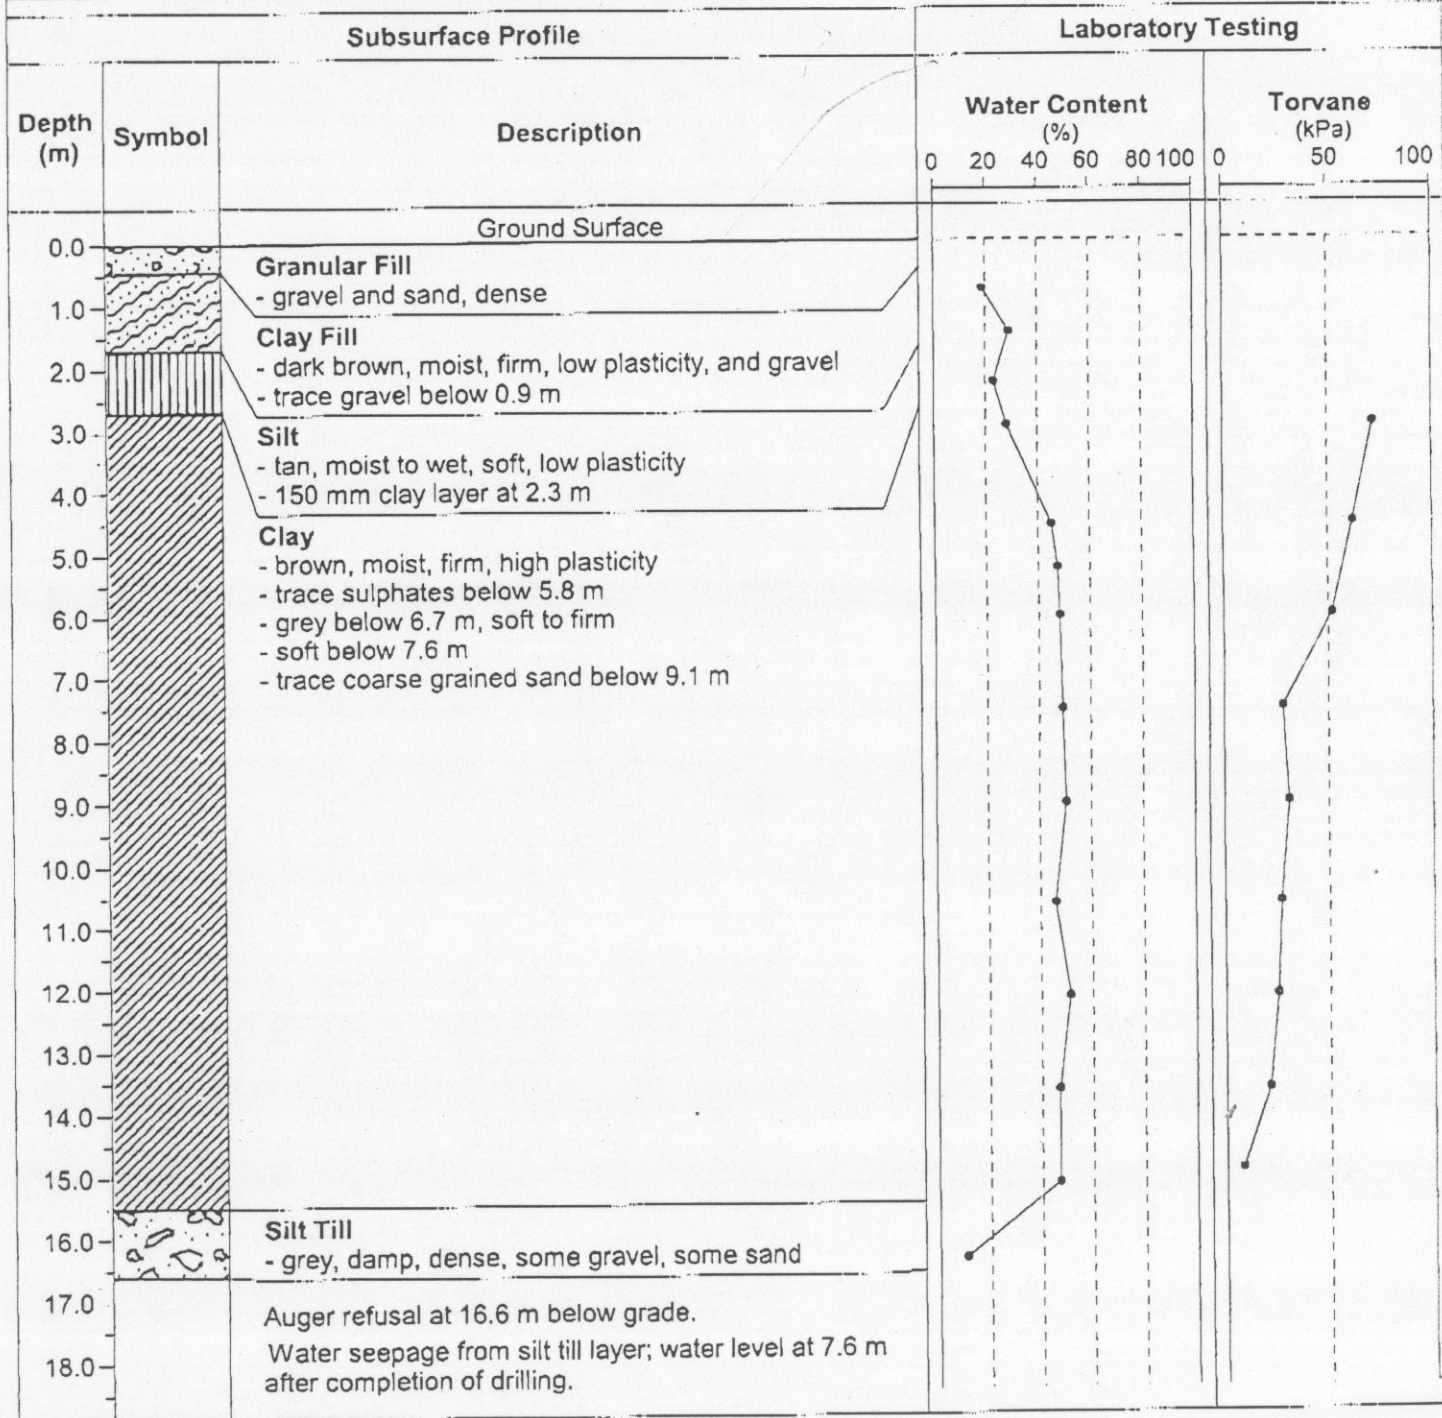 Subsurface Profile
Laboratory Testing
Depth
(m)
Symbol
Description
Water Content
(%)
0 20 40 60 80 100
Torvane
(kPa)
0 50 100
Ground Surface
0.0
Granular Fill
- gravel and sand, dense
1.0
Clay Fill
- dark brown, moist, firm, low plasticity, and gravel
2.0
- trace gravel below 0.9 m
3.0
Silt
- tan, moist to wet, soft, low plasticity
4.0
- 150 mm clay layer at 2.3 m
Clay
5.0
- brown, moist, firm, high plasticity
- trace sulphates below 5.8 m
6.0
- grey below 6.7 m, soft to firm
- soft below 7.6 m
7.0
- trace coarse grained sand below 9.1 m
8.0
9.0
10.0
11.0
12.0
13.0
14.0
15.0
Silt Till
16.0
- grey, damp, dense, some gravel, some sand
17.0
Auger refusal at 16.6 m below grade.
Water seepage from silt till layer; water level at 7.6 m
18.0
after completion of drilling.